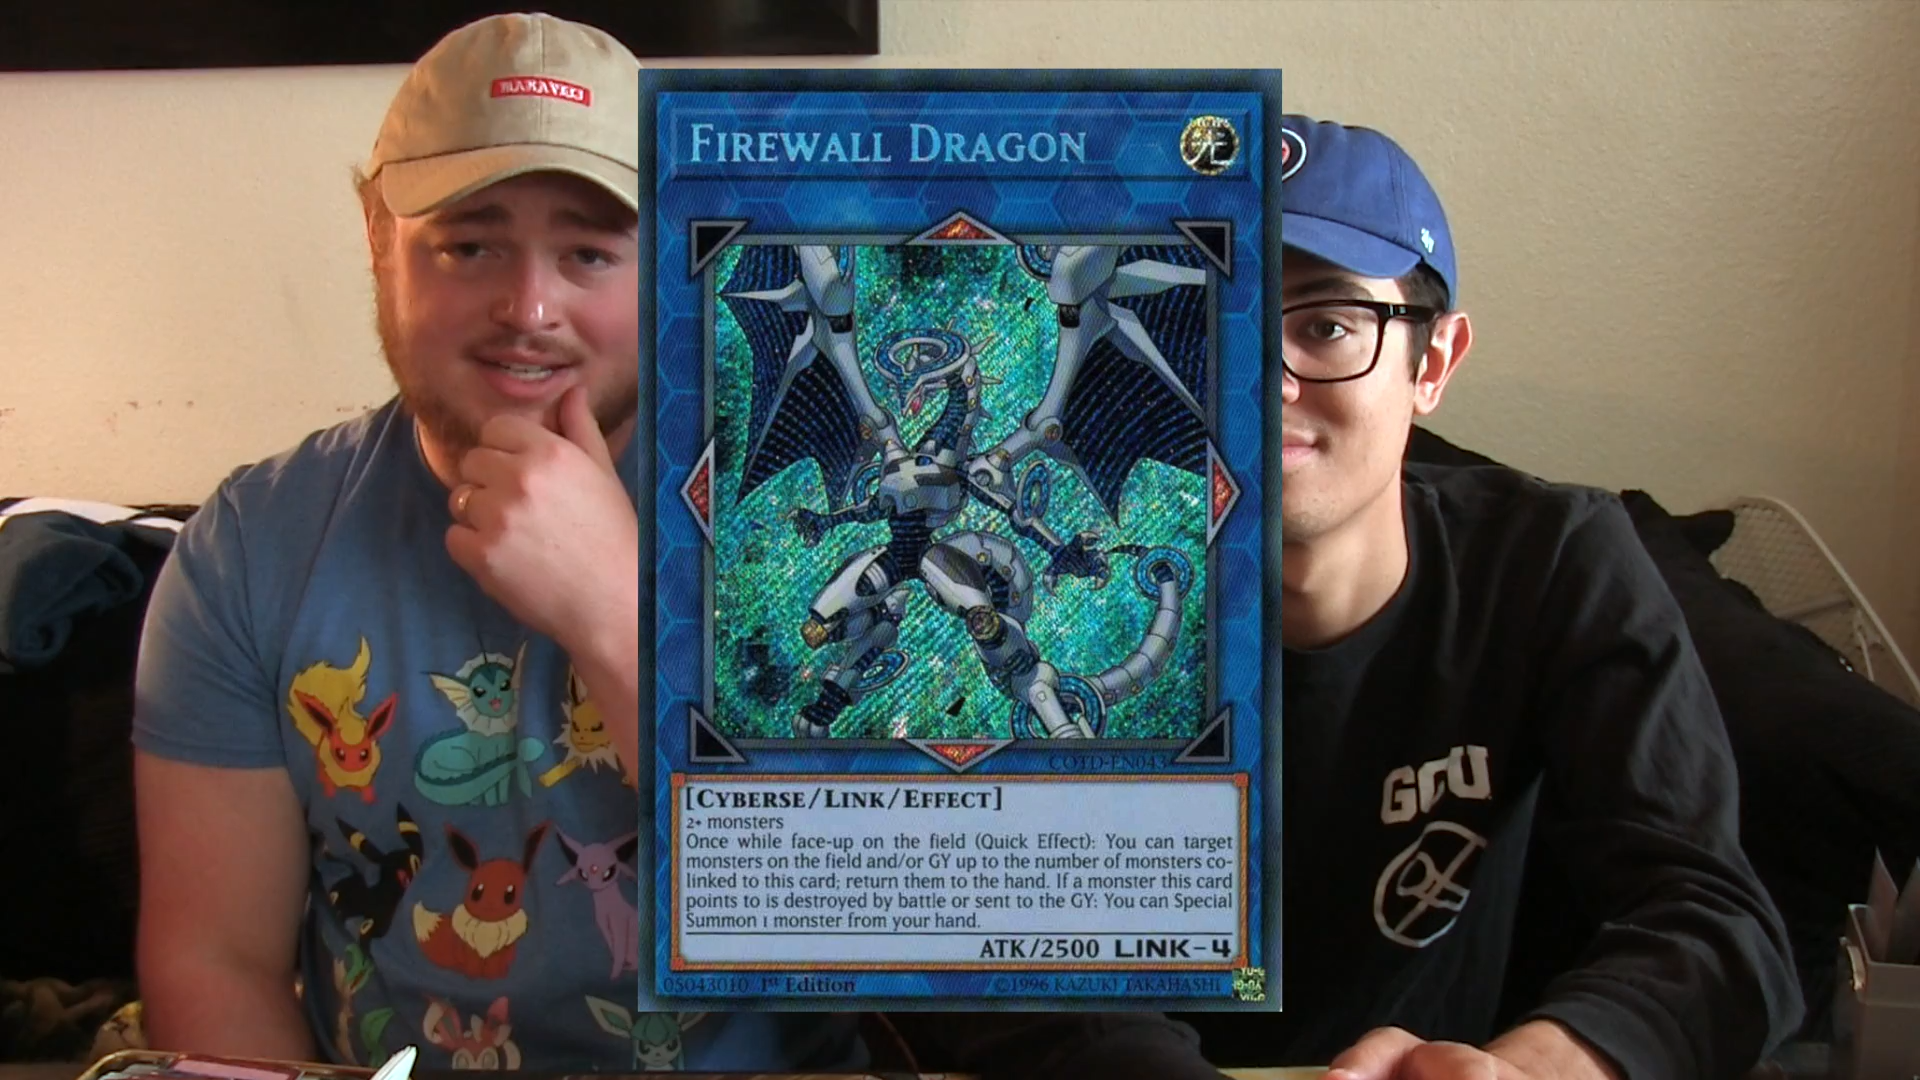 FIREWALL DRAGON
光
COTD-EN043
[CYBERSE/LINK/EFFECT]
2+ monsters
Once while face-up on the field (Quick Effect): You can target
monsters on the field and/or GY up to the number of monsters co-
linked to this card; return them to the hand. If a monster this card
points to is destroyed by battle or sent to the GY: You can Special
Summon 1 monster from your hand.
ATK/2500 LINK-4
05043010 1st Edition
©1996 KAZUKI TAKAHASHI
GCU